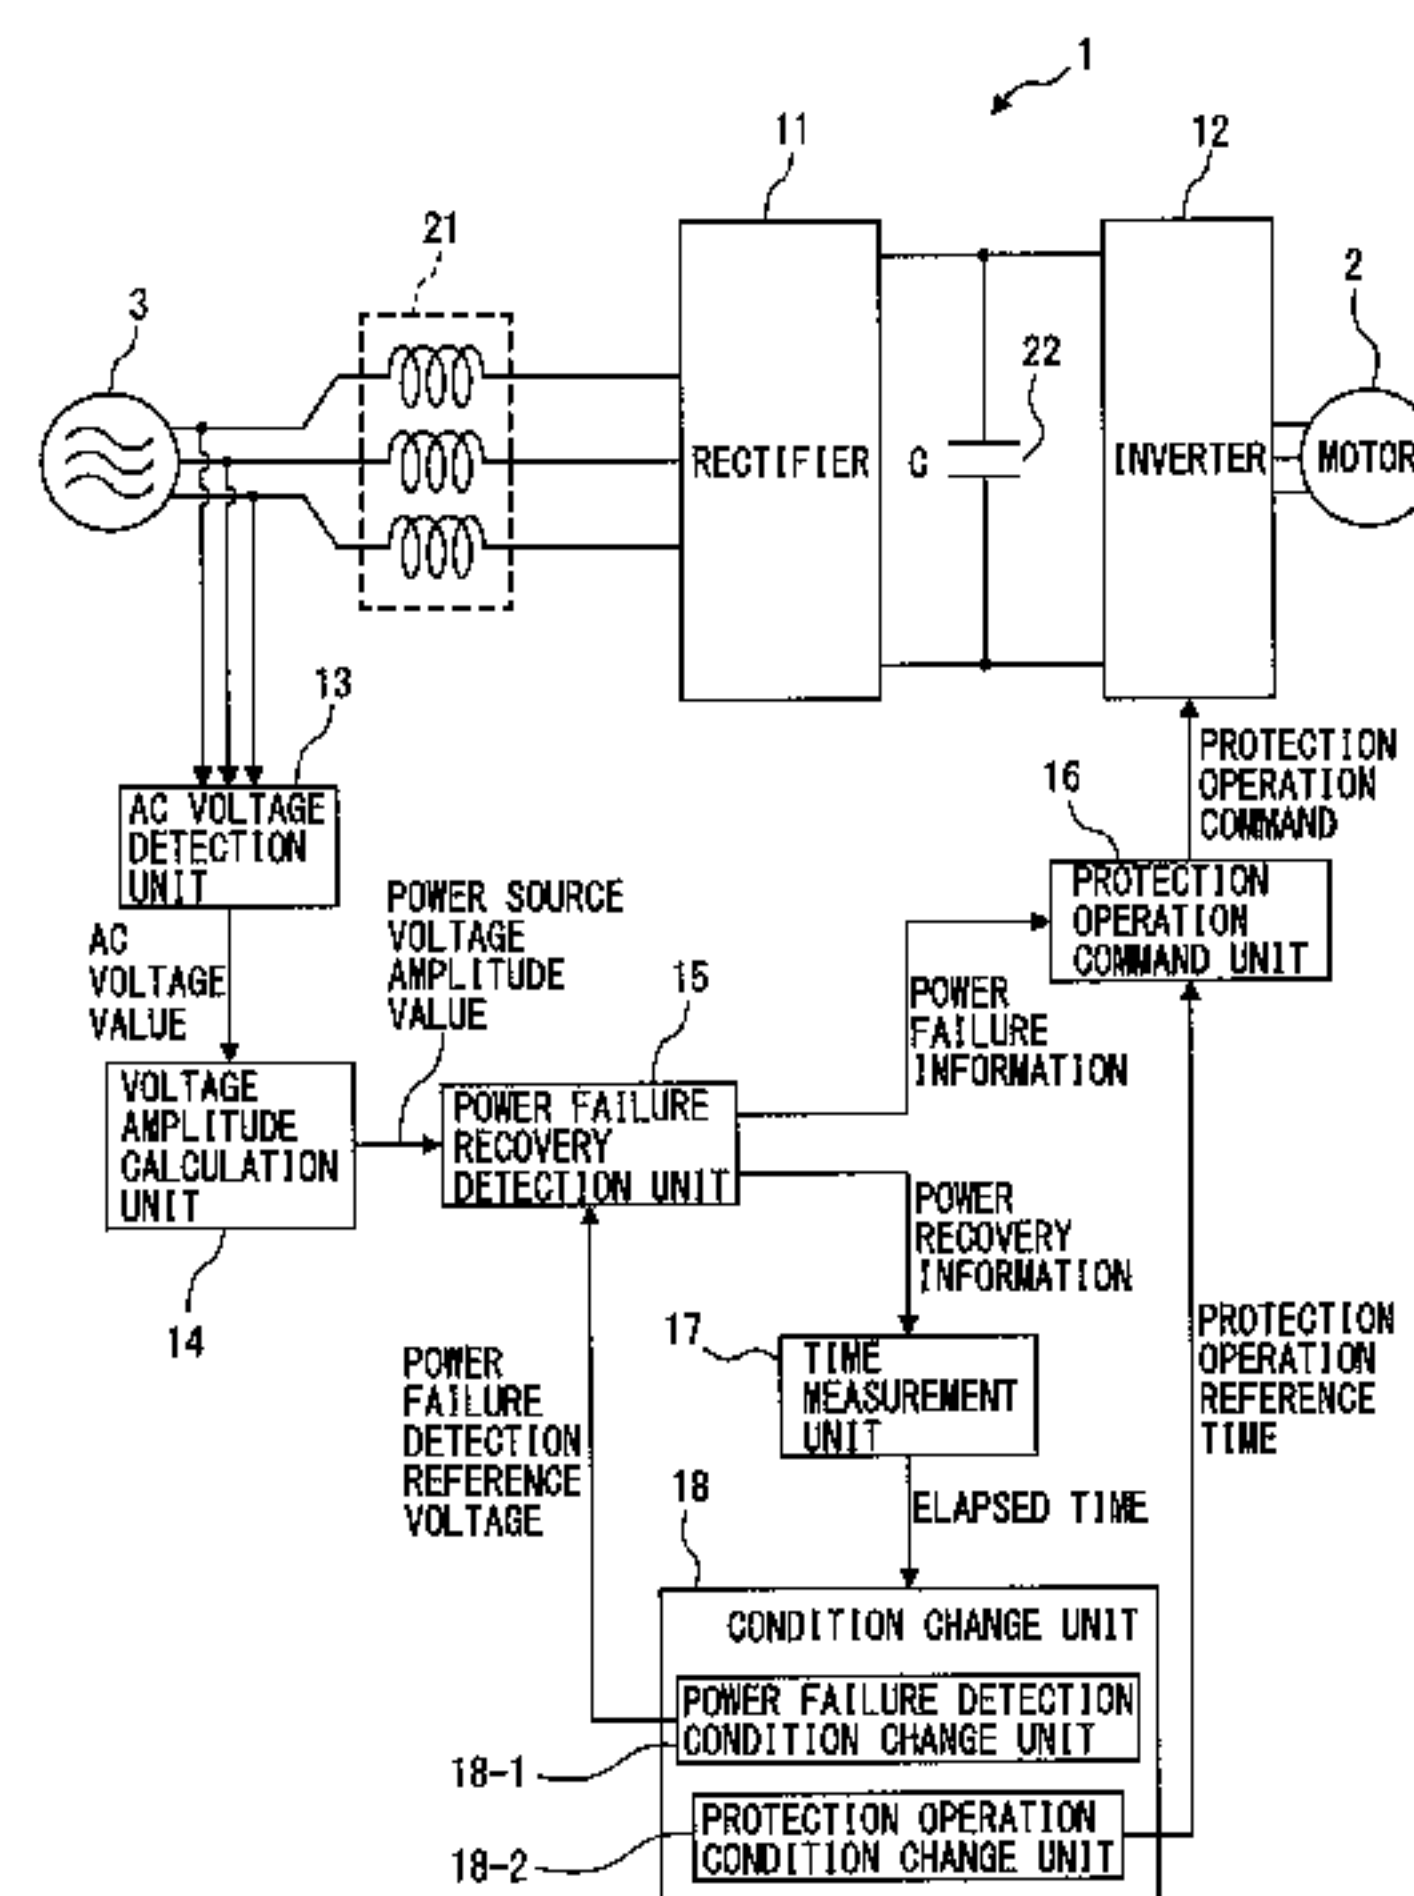 1
11
12
21
2
3
22
RECTIFIER
C
INVERTER
MOTOR
13
PROTECTION
OPERATION
COMMAND
16
AC VOLTAGE
DETECTION
UNIT
POWER SOURCE
VOLTAGE
AMPLITUDE
VALUE
PROTECTION
OPERATION
COMMAND UNIT
AC
VOLTAGE
VALUE
15
POWER
FAILURE
INFORMATION
VOLTAGE
AMPLITUDE
CALCULATION
UNIT
POWER FAILURE
RECOVERY
DETECTION UNIT
POWER
RECOVERY
INFORMATION
14
17
TIME
MEASUREMENT
UNIT
PROTECTION
OPERATION
REFERENCE
TIME
POWER
FAILURE
DETECTION
REFERENCE
VOLTAGE
18
ELAPSED TIME
CONDITION CHANGE UNIT
POWER FAILURE DETECTION
CONDITION CHANGE UNIT
18-1
PROTECTION OPERATION
CONDITION CHANGE UNIT
18-2